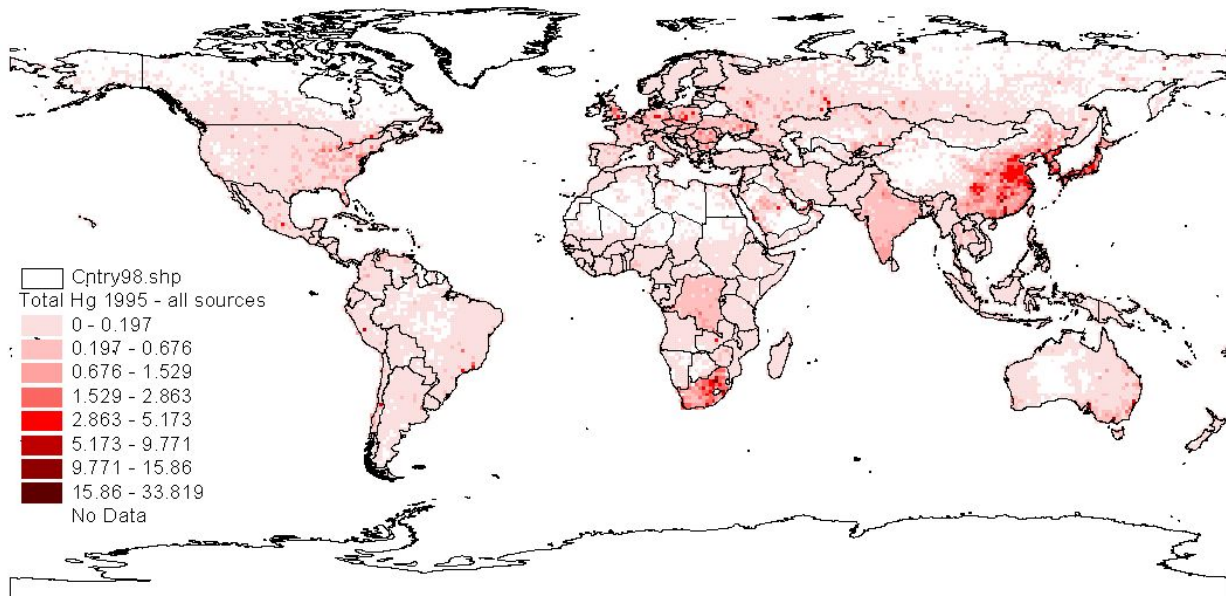 Cntry98.shp
Total Hg 1995 - all sources
0 - 0.197
0.197 - 0.676
0.676 - 1.529
1.529 - 2.863
2.863 - 5.173
5.173 - 9.771
9.771 - 15.86
15.86 - 33.819
No Data